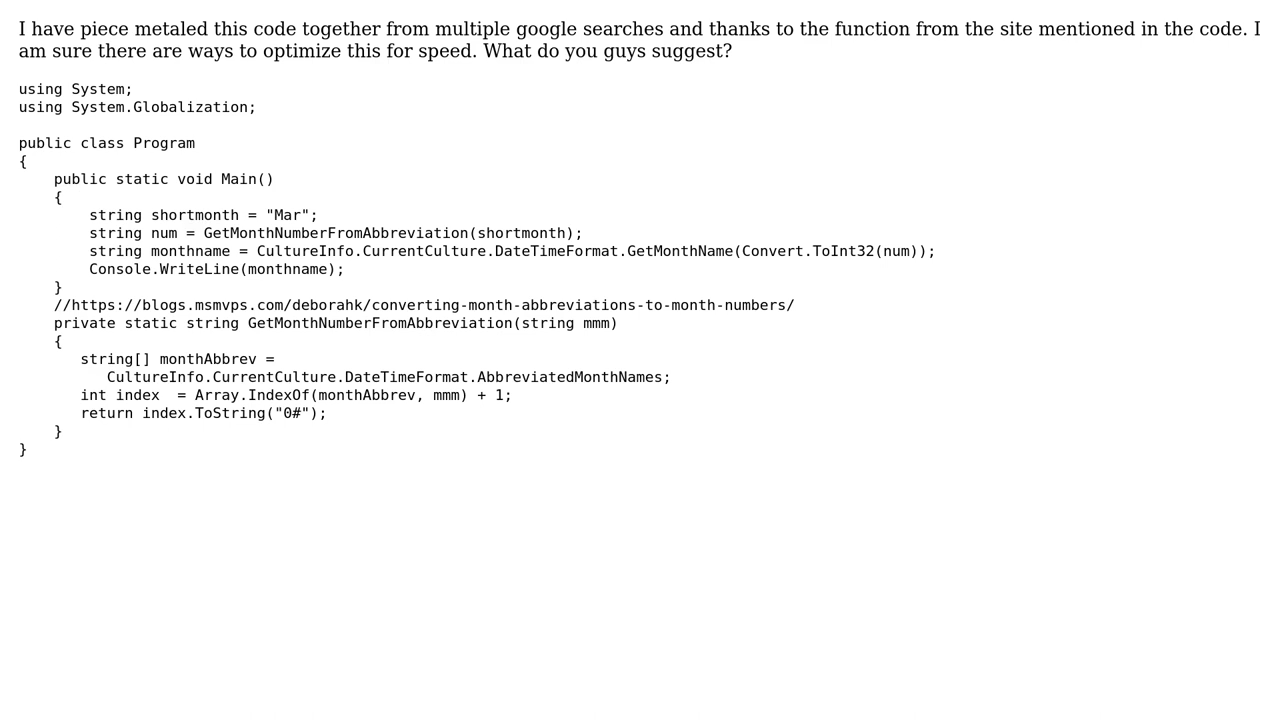 I have piece metaled this code together from multiple google searches and thanks to the function from the site mentioned in the code. I
am sure there are ways to optimize this for speed. What do you guys suggest?
using System;
using System.Globalization;
public class Program
{
    public static void Main()
    {
        string shortmonth = "Mar";
        string num = GetMonthNumberFromAbbreviation(shortmonth);
        string monthname = CultureInfo.CurrentCulture.DateTimeFormat.GetMonthName(Convert.ToInt32(num));
        Console.WriteLine(monthname);
    }
    //https://blogs.msmvps.com/deborahk/converting-month-abbreviations-to-month-numbers/
    private static string GetMonthNumberFromAbbreviation(string mmm)
    {
       string[] monthAbbrev =
          CultureInfo.CurrentCulture.DateTimeFormat.AbbreviatedMonthNames;
       int index  = Array.IndexOf(monthAbbrev, mmm) + 1;
       return index.ToString("0#");
    }
}